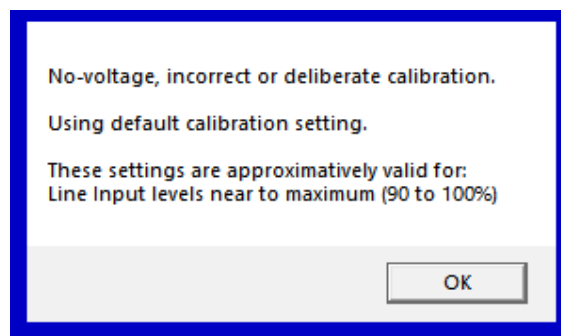 No-voltage, incorrect or deliberate calibration.
Using default calibration setting.
These settings are approximatively valid for:
Line Input levels near to maximum (90 to 100%)
OK